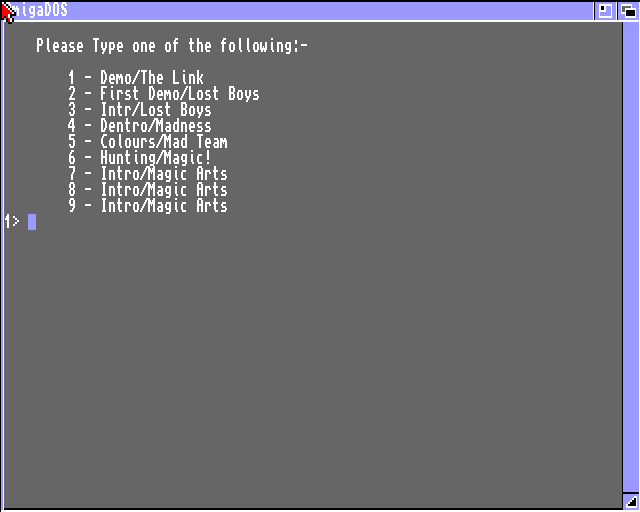 migaDOS
Please Type one of the following:-
1 - Demo/The Link
2 - First Demo/Lost Boys
3 - Intr/Lost Boys
4 - Dentro/Madness
5 - Colours/Mad Team
6 - Hunting/Magic!
7 - Intro/Magic Arts
8 - Intro/Magic Arts
9 - Intro/Magic Arts
1>